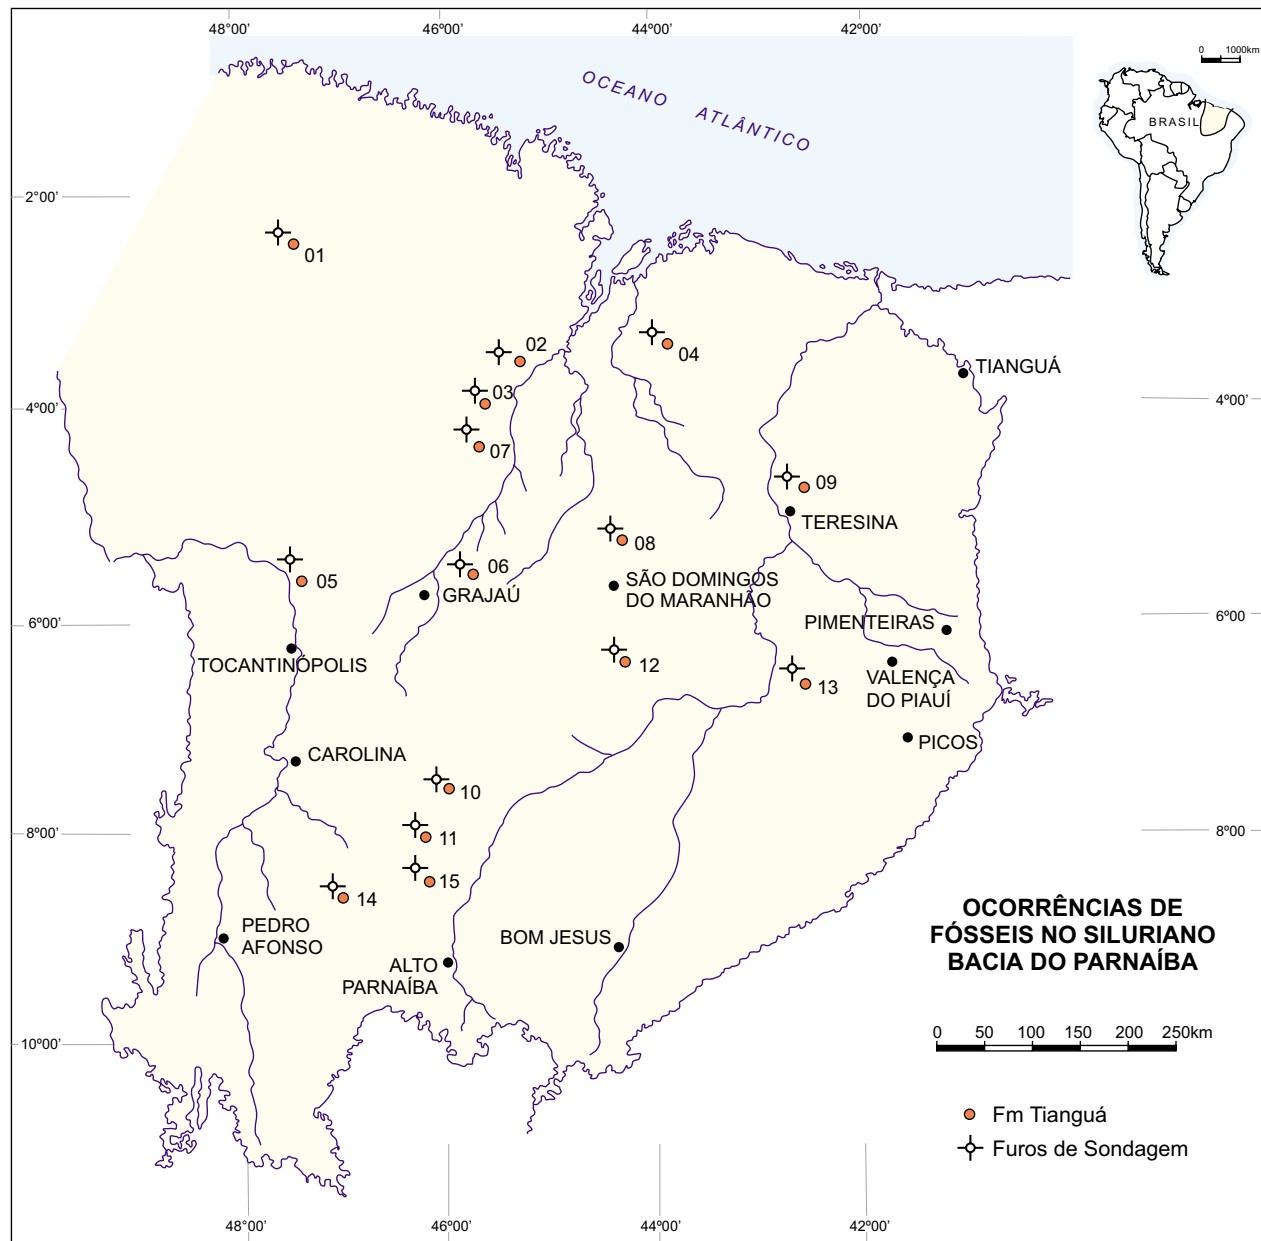 48°00'
46°00'
44°00'
42°00'
0
1000km
OCEANO ATLÂNTICO
BRASIL
2°00'
01
02
04
TIANGUÁ
03
4°00'
4°00'
07
09
TERESINA
08
05
06
GRAJAÚ
SÃO DOMINGOS
DO MARANHÃO
6°00'
6°00'
PIMENTEIRAS
TOCANTINÓPOLIS
12
VALENÇA
DO PIAUÍ
13
PICOS
CAROLINA
10
8°00'
11
8°00
15
14
OCORRÊNCIAS DE
FÓSSEIS NO SILURIANO
BACIA DO PARNAÍBA
PEDRO
AFONSO
BOM JESUS
ALTO
PARNAÍBA
0 50 100 150 200 250km
10°00'
Fm Tianguá
Furos de Sondagem
48°00'
46°00'
44°00'
42°00'